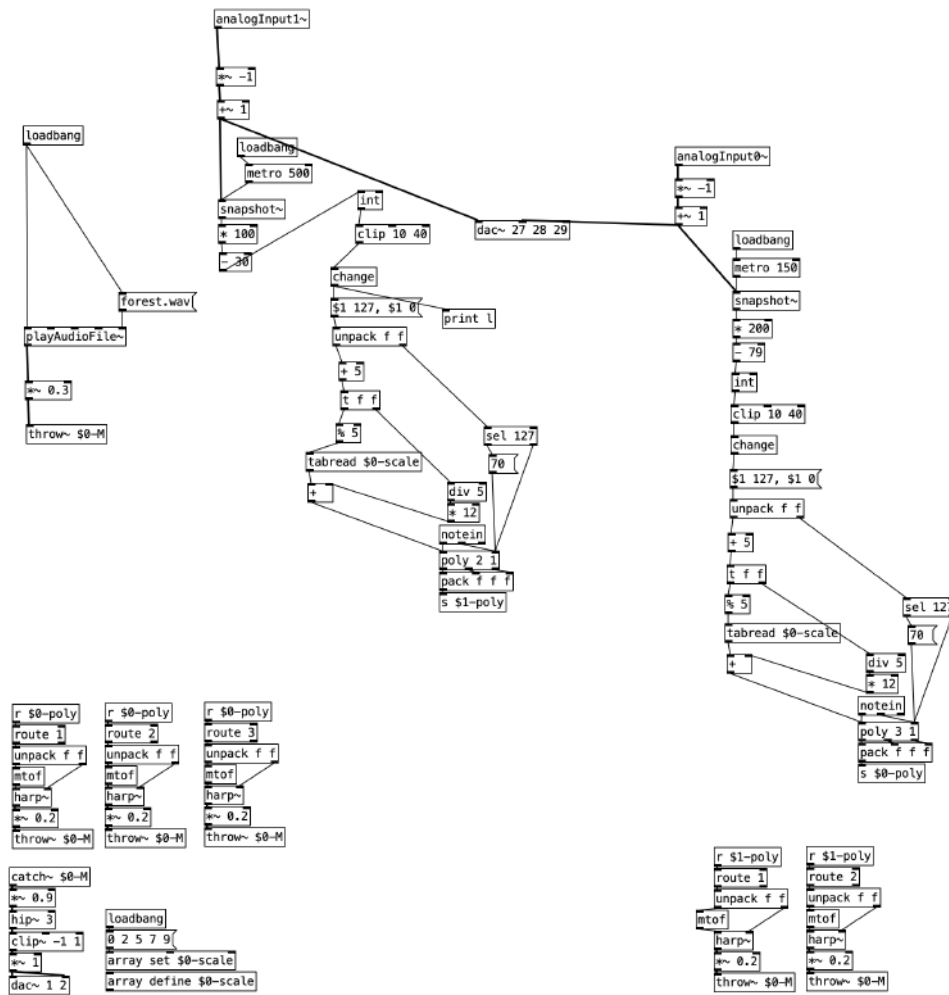 analogInput1~
*~ -1
+~ 1
loadbang
metro 500
snapshot~
* 100
- 30
int
clip 10 40
change
$1 127, $1 0
print l
unpack f f
+ 5
t f f
% 5
tabread $0-scale
+
sel 127
70
div 5
* 12
notein
poly 2 1
pack f f f
s $1-poly
loadbang
forest.wav
playAudioFile~
*~ 0.3
throw~ $0-M
dac~ 27 28 29
analogInput0~
*~ -1
+~ 1
loadbang
metro 150
snapshot~
* 200
- 79
int
clip 10 40
change
$1 127, $1 0
unpack f f
+ 5
t f f
% 5
tabread $0-scale
+
sel 127
70
div 5
* 12
notein
poly 3 1
pack f f f
s $0-poly
r $0-poly
route 1
unpack f f
mtof
harp~
*~ 0.2
throw~ $0-M
r $0-poly
route 2
unpack f f
mtof
harp~
*~ 0.2
throw~ $0-M
r $0-poly
route 3
unpack f f
mtof
harp~
*~ 0.2
throw~ $0-M
catch~ $0-M
*~ 0.9
hip~ 3
clip~ -1 1
*~ 1
dac~ 1 2
loadbang
0 2 5 7 9
array set $0-scale
array define $0-scale
r $1-poly
route 1
unpack f f
mtof
harp~
*~ 0.2
throw~ $0-M
r $1-poly
route 2
unpack f f
mtof
harp~
*~ 0.2
throw~ $0-M